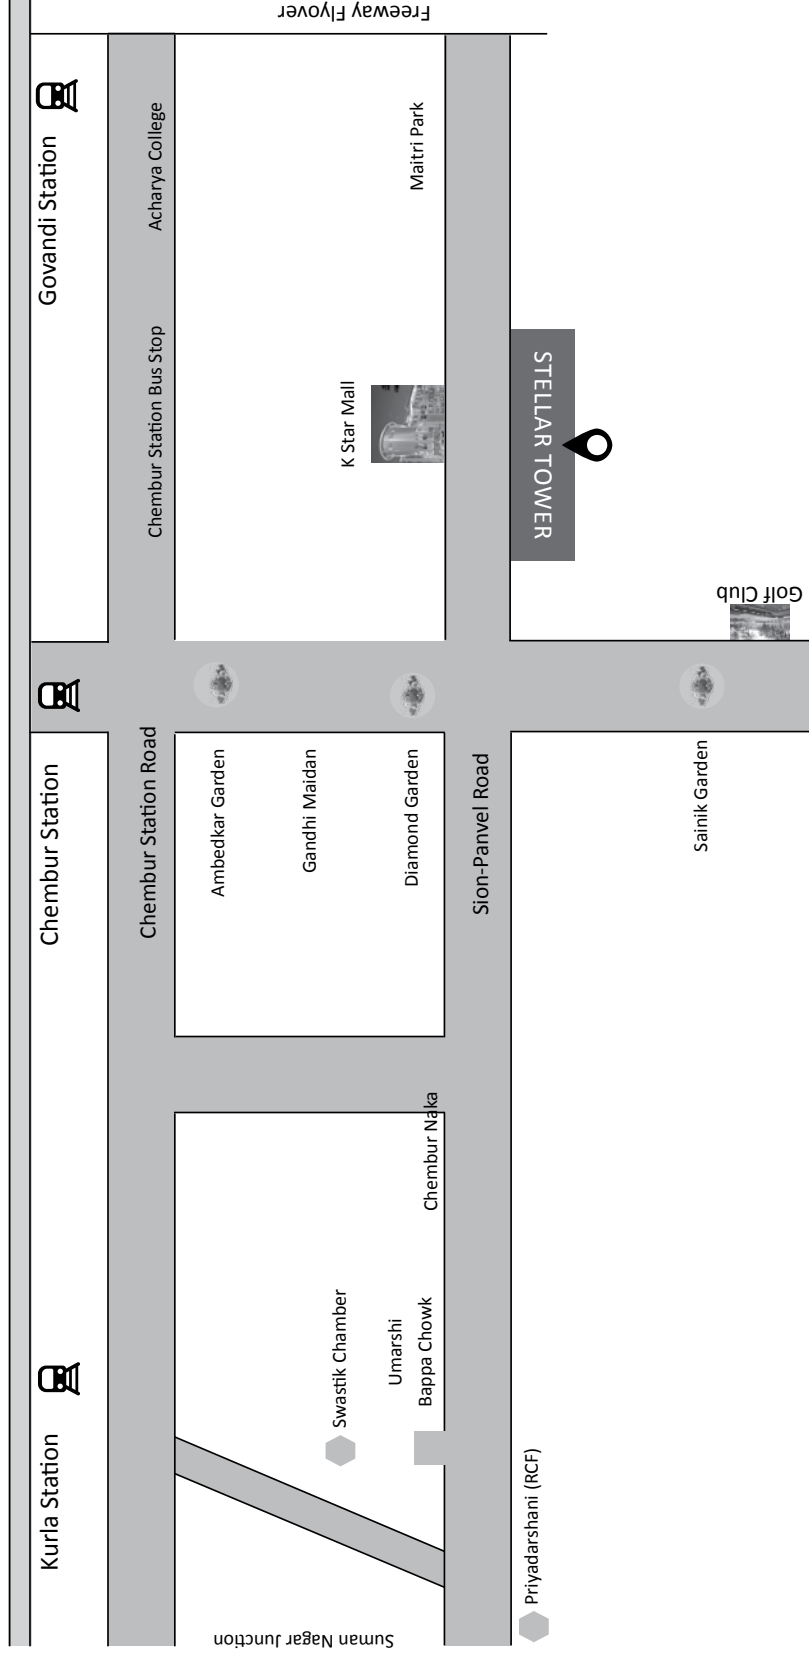 Kurla Station
Chembur Station
Govandi Station
Chembur Station Road
Chembur Station Bus Stop
Acharya College
Suman Nagar Junction
Ambedkar Garden
Gandhi Maidan
Diamond Garden
Swastik Chamber
Umarshi
Bappa Chowk
Chembur Naka
K Star Mall
Maitri Park
Freeway Flyover
Sion-Panvel Road
Priyadarshani (RCF)
STELLAR TOWER
Sainik Garden
Golf Club